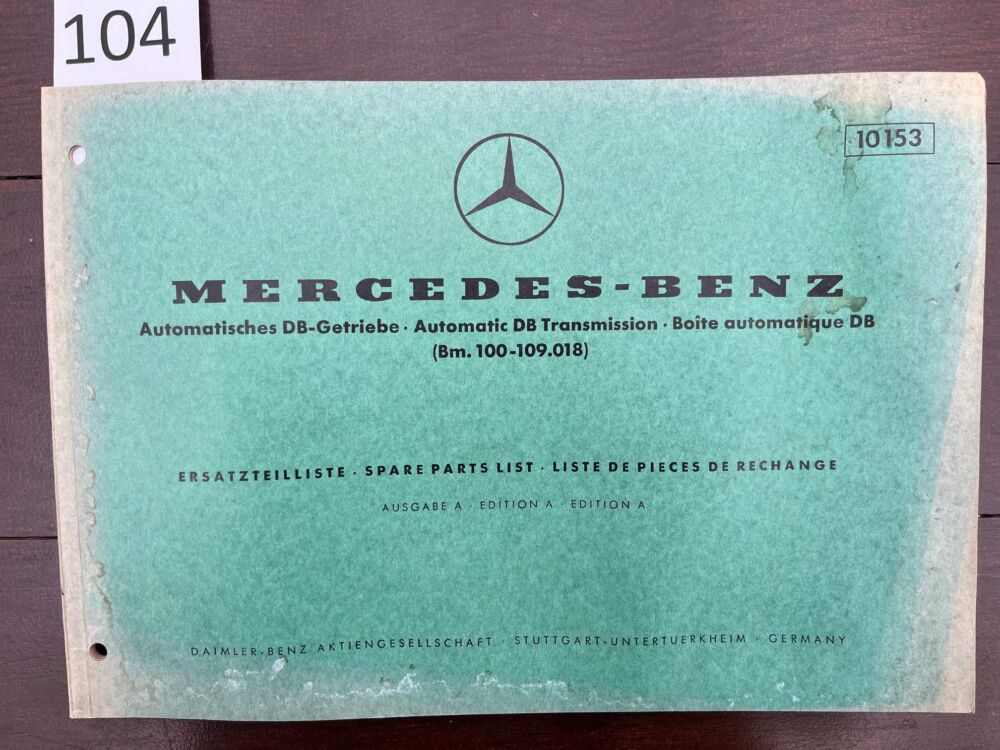 104
10153
MERCEDES-BENZ
Automatisches DB-Getriebe · Automatic DB Transmission · Boîte automatique DB
(Bm. 100-109.018)
ERSATZTEILLISTE · SPARE PARTS LIST · LISTE DE PIECES DE RECHANGE
AUSGABE A · EDITION A · EDITION A
DAIMLER-BENZ AKTIENGESELLSCHAFT · STUTTGART-UNTERTUERKHEIM · GERMANY